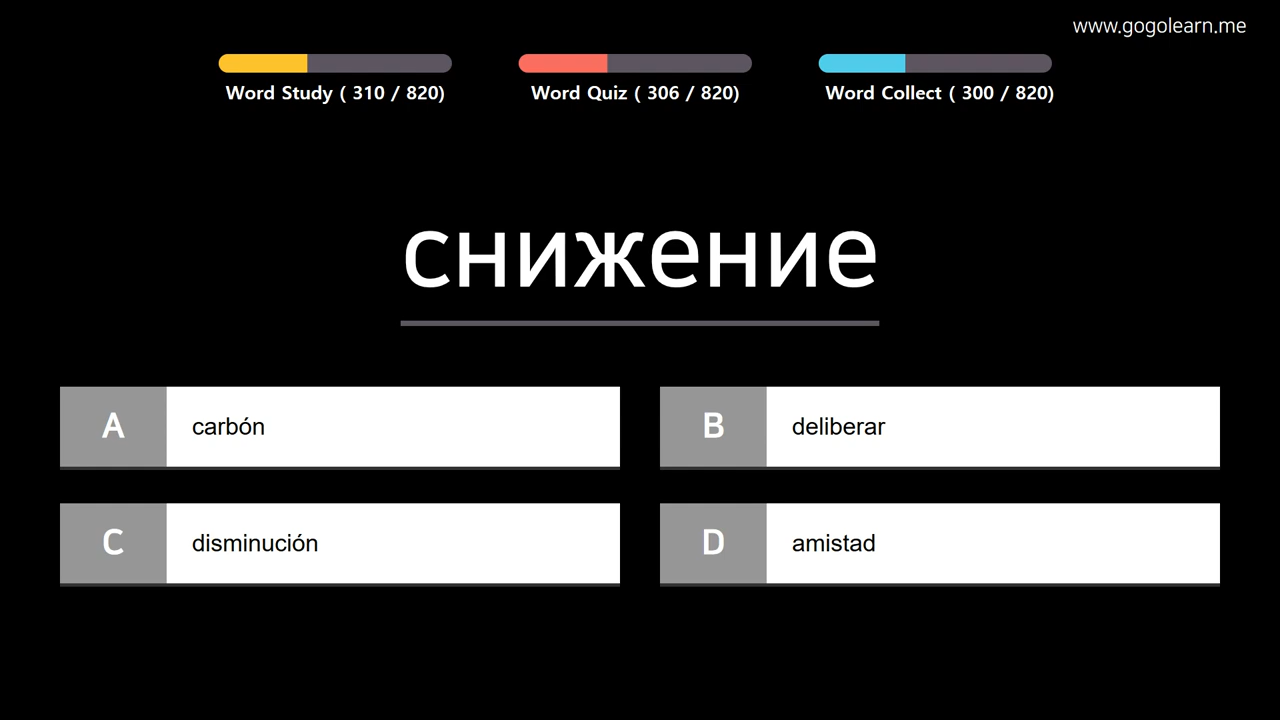 www.gogolearn.me
Word Study ( 310 / 820)
Word Quiz ( 306 / 820)
Word Collect ( 300 / 820)
снижение
A carbón
B deliberar
C disminución
D amistad